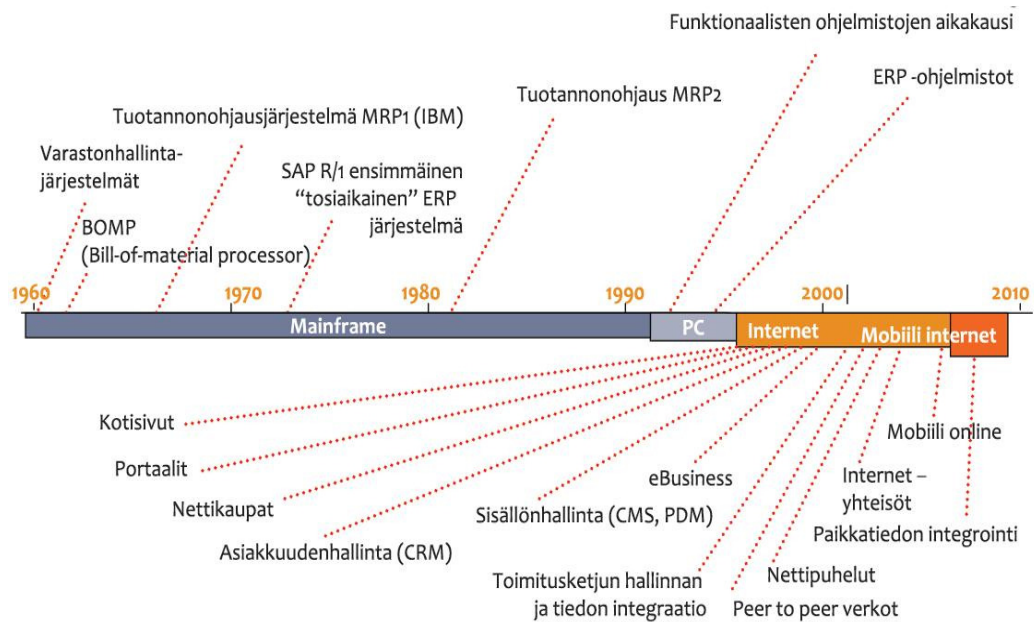 Funktionaalisten ohjelmistojen aikakausi
ERP -ohjelmistot
Tuotannonohjaus MRP2
Tuotannonohjausjärjestelmä MRP1 (IBM)
Varastonhallinta-
järjestelmät
SAP R/1 ensimmäinen
“tosiaikainen” ERP
järjestelmä
BOMP
(Bill-of-material processor)
1960 1970 1980 1990 2000 2010
Mainframe PC Internet Mobiili internet
Kotisivut
Portaalit
Nettikaupat
Asiakkuudenhallinta (CRM)
Sisällönhallinta (CMS, PDM)
eBusiness
Toimitusketjun hallinnan
ja tiedon integraatio
Peer to peer verkot
Nettipuhelut
Internet –
yhteisöt
Mobiili online
Paikkatiedon integrointi